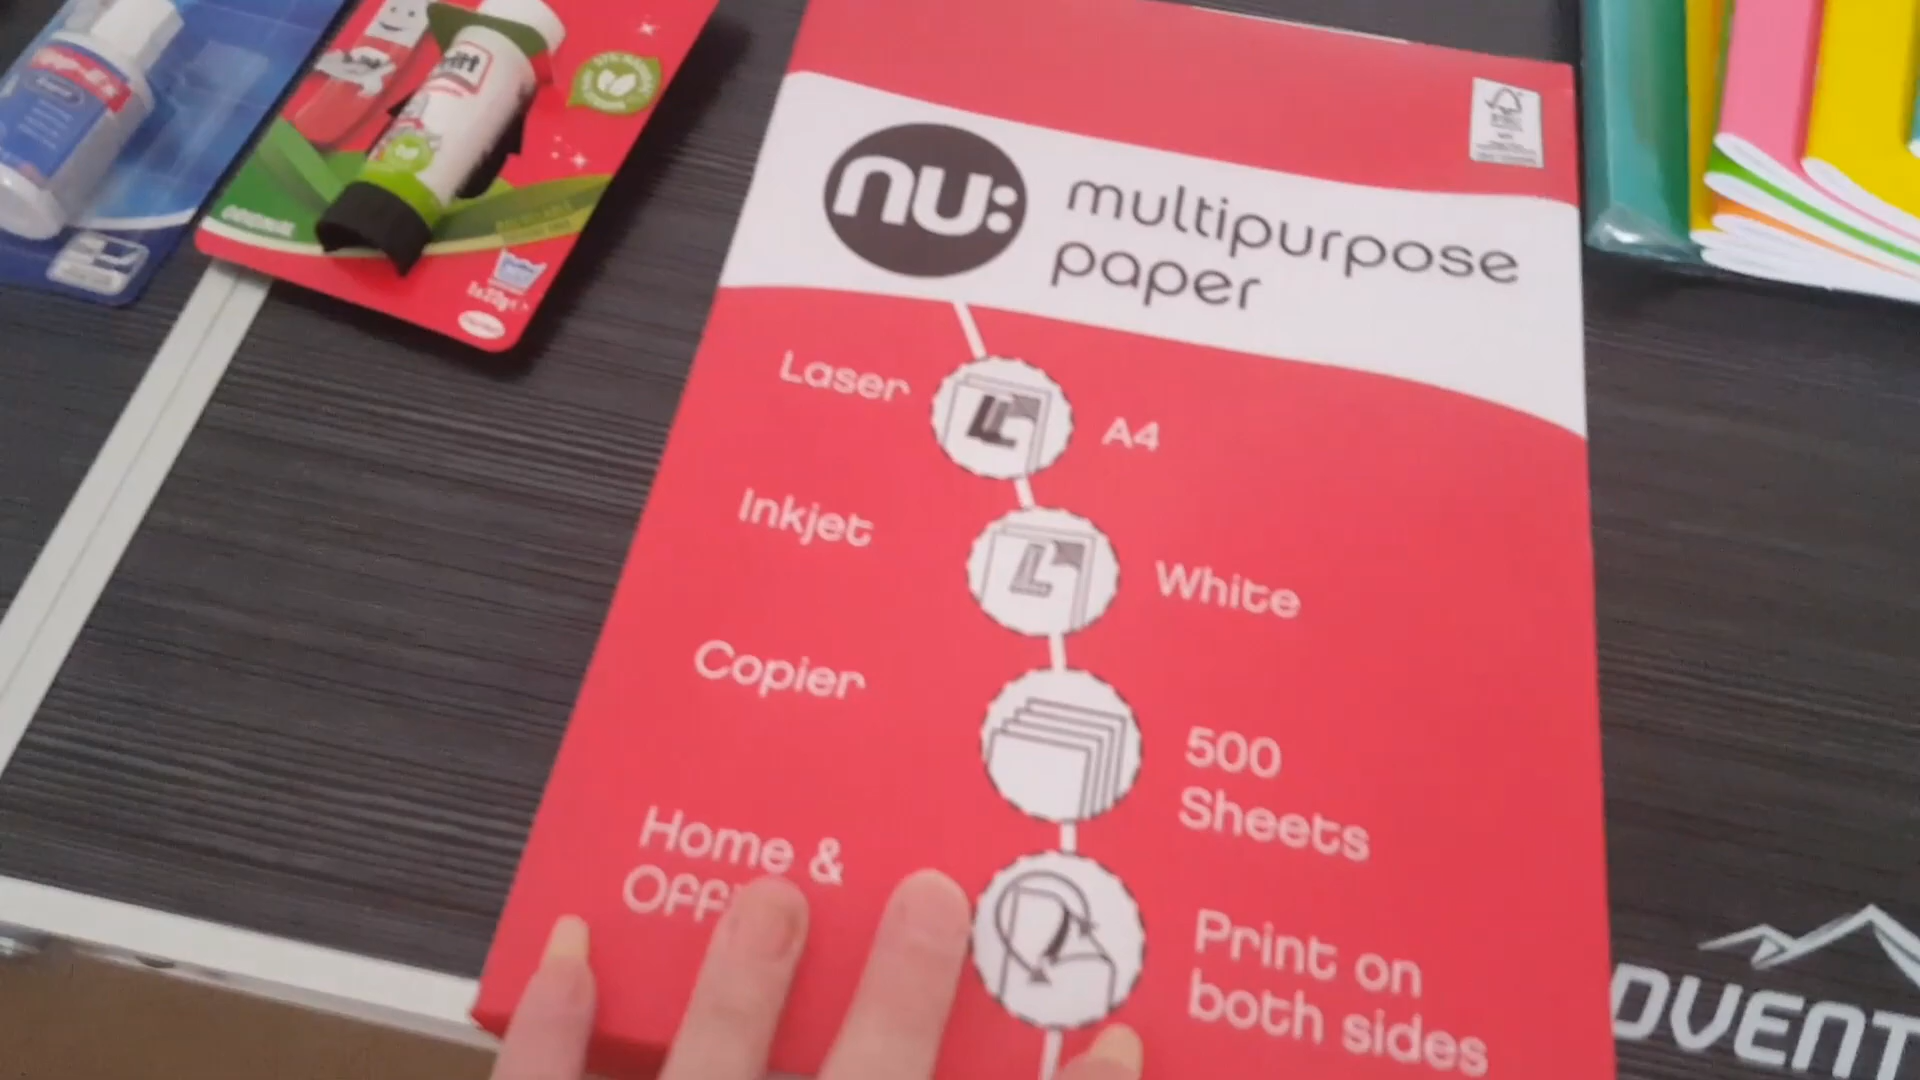 nu:
multipurpose
paper
Laser
A4
Inkjet
White
Copier
500
Sheets
Home &
Print on
both sides